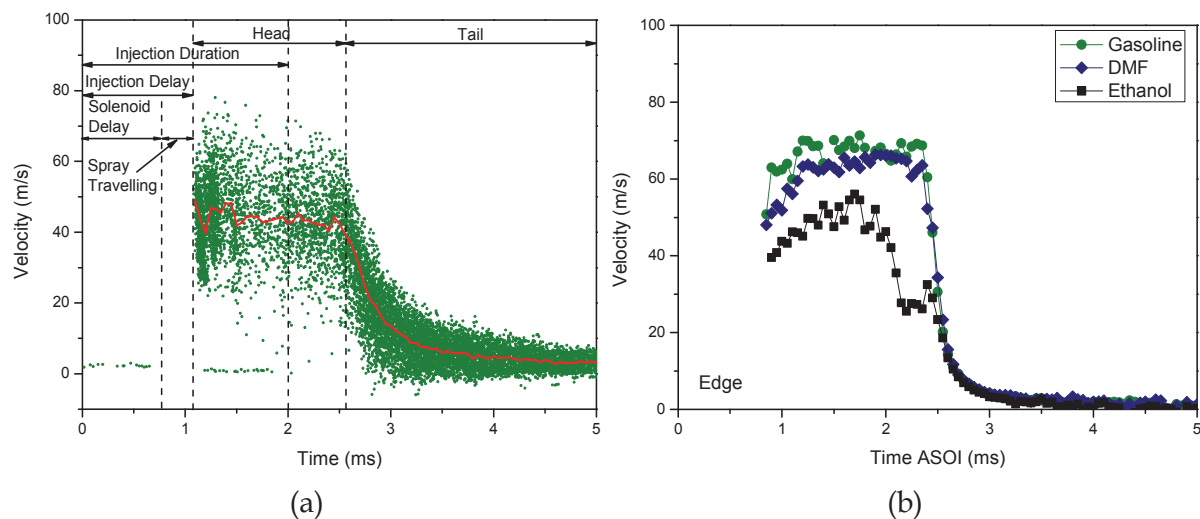 100
80
60
40
20
0
Velocity (m/s)
Head
Tail
Injection Duration
Injection Delay
Solenoid
Delay
Spray
Travelling
0 1 2 3 4 5
Time (ms)
(a)
100
80
60
40
20
0
Velocity (m/s)
Gasoline
DMF
Ethanol
Edge
0 1 2 3 4 5
Time ASOI (ms)
(b)